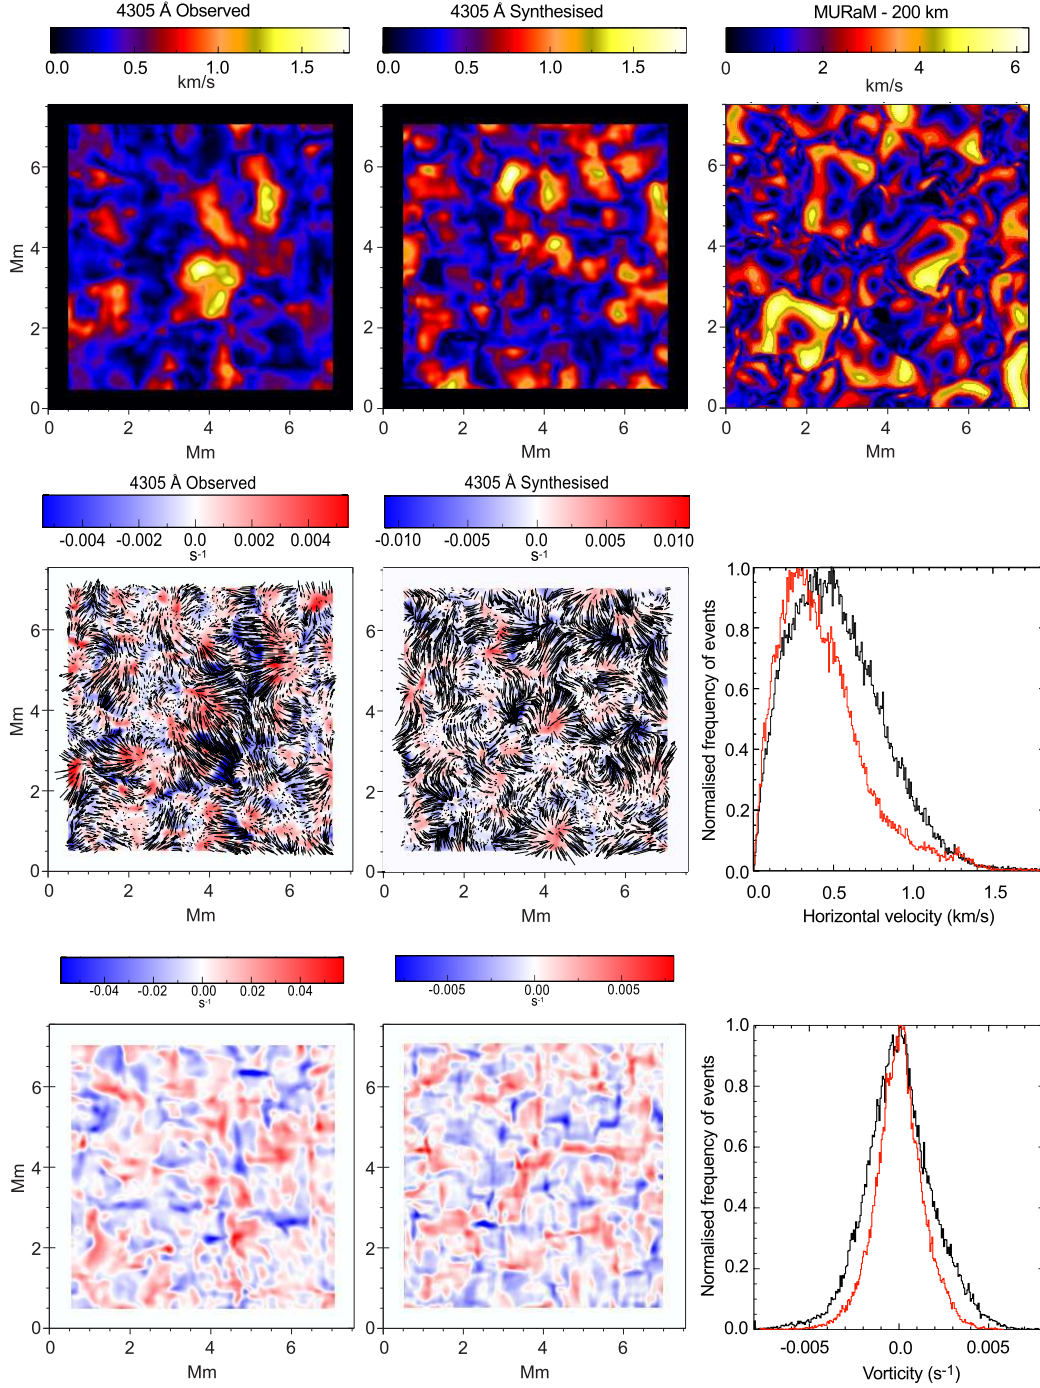 4305 Å Observed
4305 Å Synthesised
MURaM - 200 km
0.0 0.5 1.0 1.5
km/s
0.0 0.5 1.0 1.5
0 2 4 6
km/s
6
4
2
0
Mm
2 4 6
Mm
0
2
4
6
2 4 6
Mm
6
4
2
0
2 4 6
Mm
4305 Å Observed
4305 Å Synthesised
-0.004 -0.002 0.0 0.002 0.004
s-1
-0.010 -0.005 0.0 0.005 0.010
s-1
6
4
2
0
Mm
2 4 6
Mm
6
4
2
0
2 4 6
Mm
1.0
0.8
0.6
0.4
0.2
0.0
Normalised frequency of events
0.0 0.5 1.0 1.5
Horizontal velocity (km/s)
-0.04 -0.02 0.00 0.02 0.04
s-1
-0.005 0.00 0.005
s-1
6
4
2
0
Mm
0 2 4 6
Mm
6
4
2
0
0 2 4 6
Mm
1.0
0.8
0.6
0.4
0.2
0.0
Normalised frequency of events
-0.005 0.0 0.005
Vorticity (s-1)